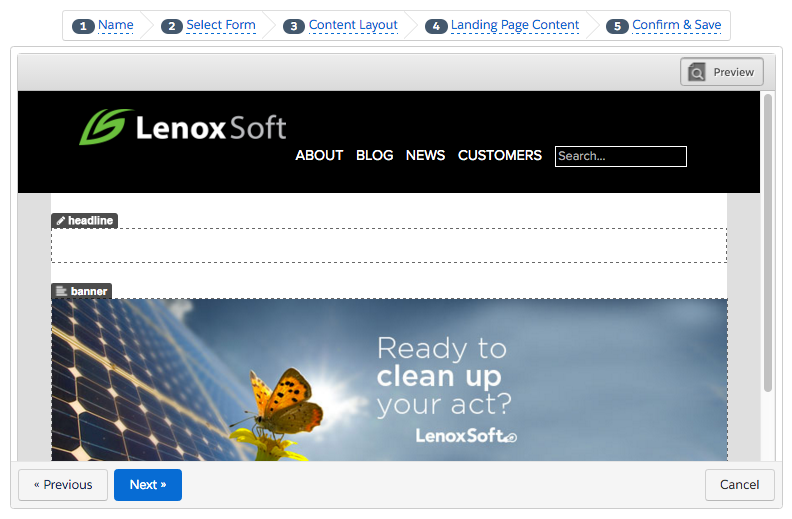 1 Name 2 Select Form 3 Content Layout 4 Landing Page Content 5 Confirm & Save
Preview
LenoxSoft
ABOUT BLOG NEWS CUSTOMERS Search...
headline
banner
Ready to
clean up
your act?
LenoxSoft
« Previous Next » Cancel